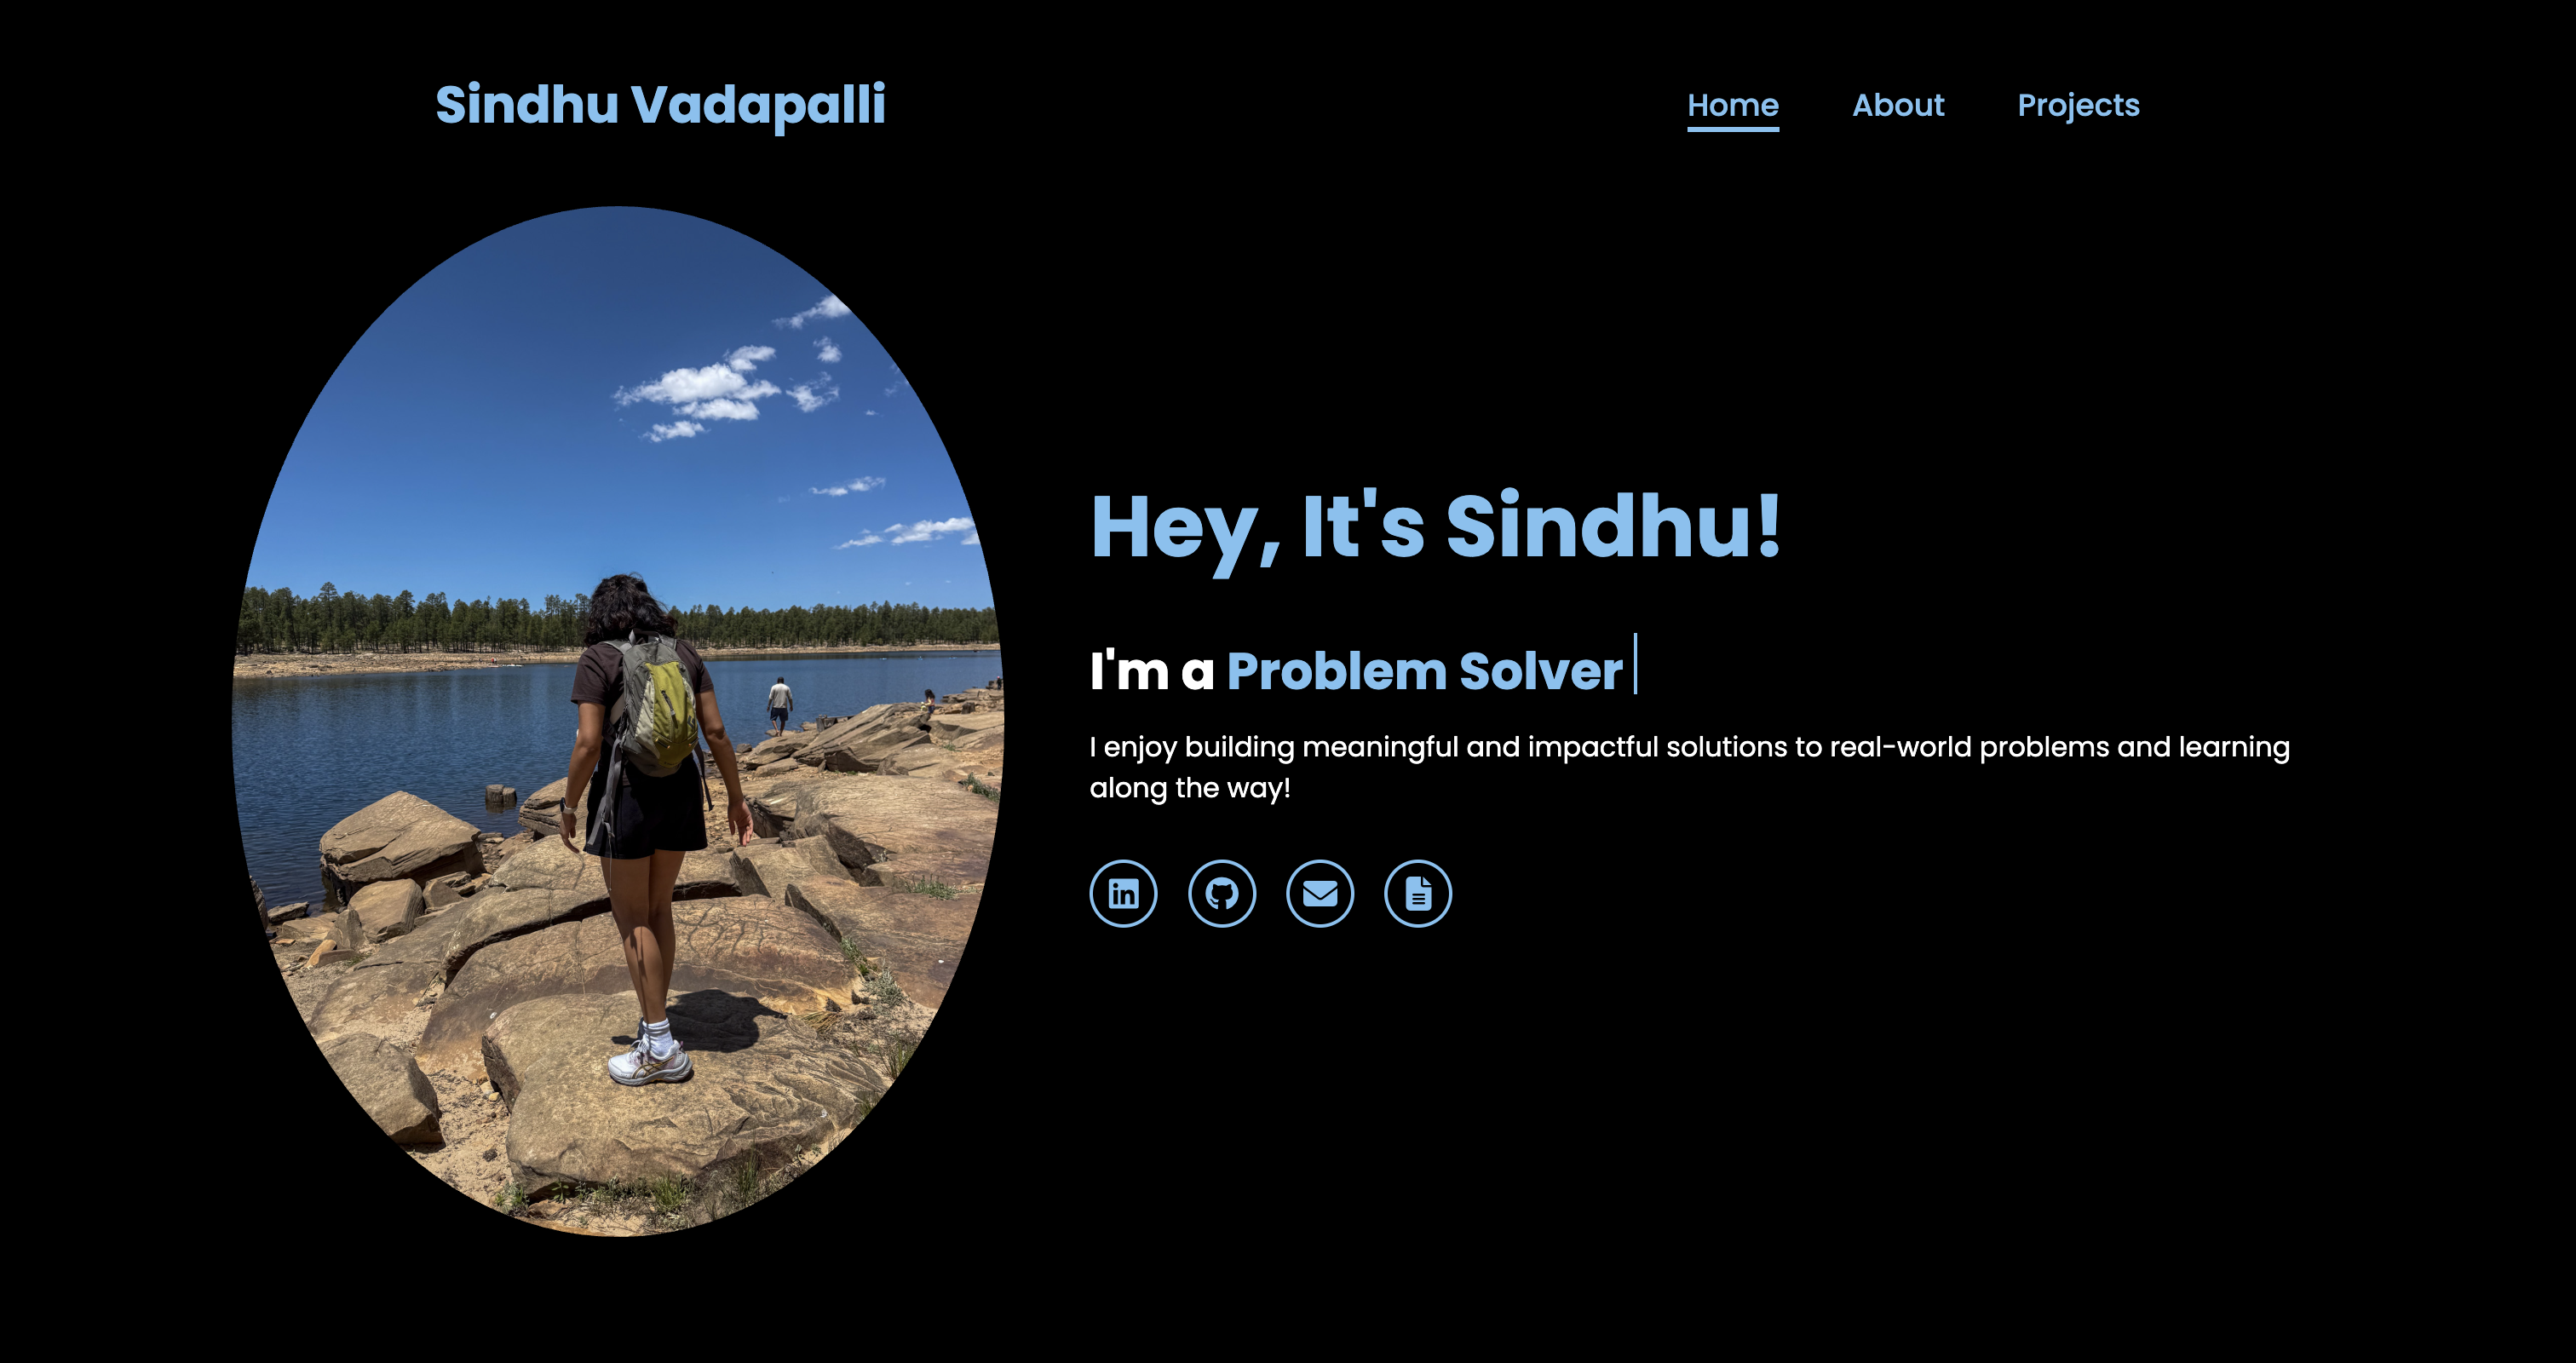 Sindhu Vadapalli
Home About Projects
Hey, It's Sindhu!
I'm a Problem Solver
I enjoy building meaningful and impactful solutions to real-world problems and learning
along the way!
in